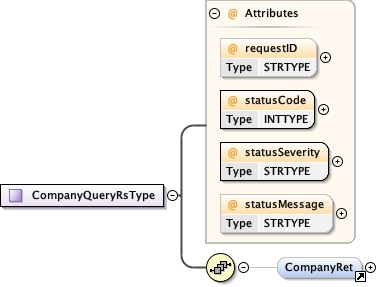 Attributes
@ requestID
Type STRTYPE
@ statusCode
Type INTTYPE
@ statusSeverity
Type STRTYPE
CompanyQueryRsType
@ statusMessage
Type STRTYPE
CompanyRet